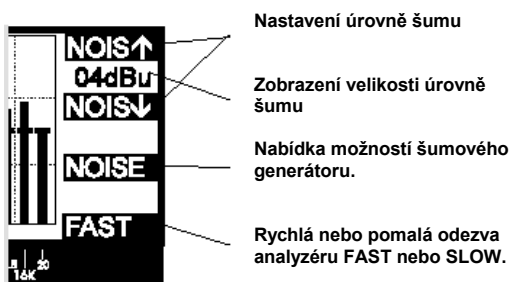 Nastavení úrovně šumu
NOIS↑
04dBu
Zobrazení velikosti úrovně
šumu
NOIS↓
Nabídka možností šumového
generátoru.
NOISE
FAST
Rychlá nebo pomalá odezva
analyzéru FAST nebo SLOW.
16K 20